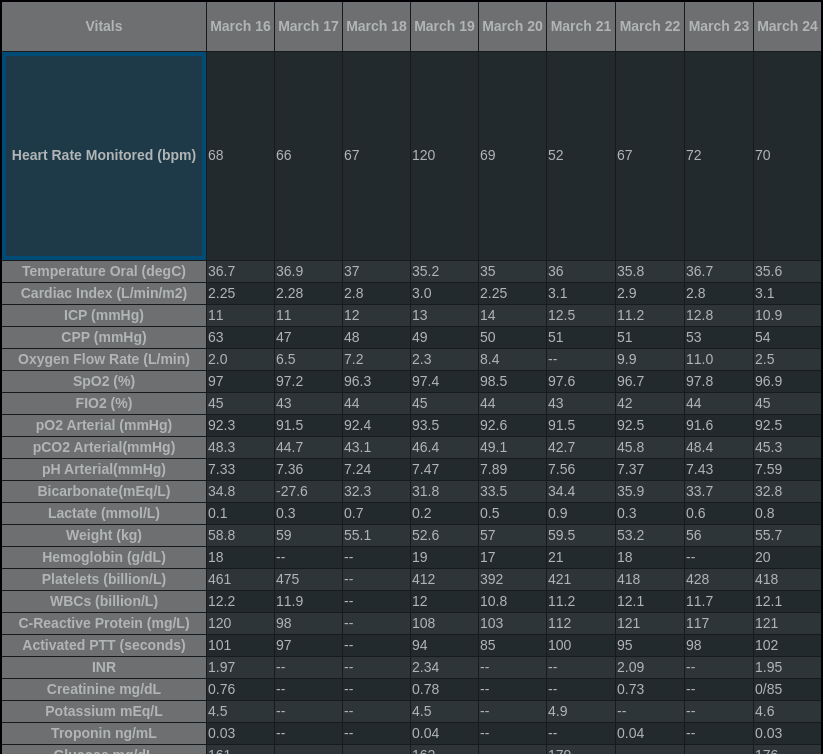 Vitals March 16 March 17 March 18 March 19 March 20 March 21 March 22 March 23 March 24
Heart Rate Monitored (bpm) 68 66 67 120 69 52 67 72 70
Temperature Oral (degC) 36.7 36.9 37 35.2 35 36 35.8 36.7 35.6
Cardiac Index (L/min/m2) 2.25 2.28 2.8 3.0 2.25 3.1 2.9 2.8 3.1
ICP (mmHg) 11 11 12 13 14 12.5 11.2 12.8 10.9
CPP (mmHg) 63 47 48 49 50 51 51 53 54
Oxygen Flow Rate (L/min) 2.0 6.5 7.2 2.3 8.4 -- 9.9 11.0 2.5
SpO2 (%) 97 97.2 96.3 97.4 98.5 97.6 96.7 97.8 96.9
FIO2 (%) 45 43 44 45 44 43 42 44 45
pO2 Arterial (mmHg) 92.3 91.5 92.4 93.5 92.6 91.5 92.5 91.6 92.5
pCO2 Arterial(mmHg) 48.3 44.7 43.1 46.4 49.1 42.7 45.8 48.4 45.3
pH Arterial(mmHg) 7.33 7.36 7.24 7.47 7.89 7.56 7.37 7.43 7.59
Bicarbonate(mEq/L) 34.8 -27.6 32.3 31.8 33.5 34.4 35.9 33.7 32.8
Lactate (mmol/L) 0.1 0.3 0.7 0.2 0.5 0.9 0.3 0.6 0.8
Weight (kg) 58.8 59 55.1 52.6 57 59.5 53.2 56 55.7
Hemoglobin (g/dL) 18 -- -- 19 17 21 18 -- 20
Platelets (billion/L) 461 475 -- 412 392 421 418 428 418
WBCs (billion/L) 12.2 11.9 -- 12 10.8 11.2 12.1 11.7 12.1
C-Reactive Protein (mg/L) 120 98 -- 108 103 112 121 117 121
Activated PTT (seconds) 101 97 -- 94 85 100 95 98 102
INR 1.97 -- -- 2.34 -- -- 2.09 -- 1.95
Creatinine mg/dL 0.76 -- -- 0.78 -- -- 0.73 -- 0/85
Potassium mEq/L 4.5 -- -- 4.5 -- 4.9 -- -- 4.6
Troponin ng/mL 0.03 -- -- 0.04 -- -- 0.04 -- 0.03
Glucose mg/dL 161 162 170 176